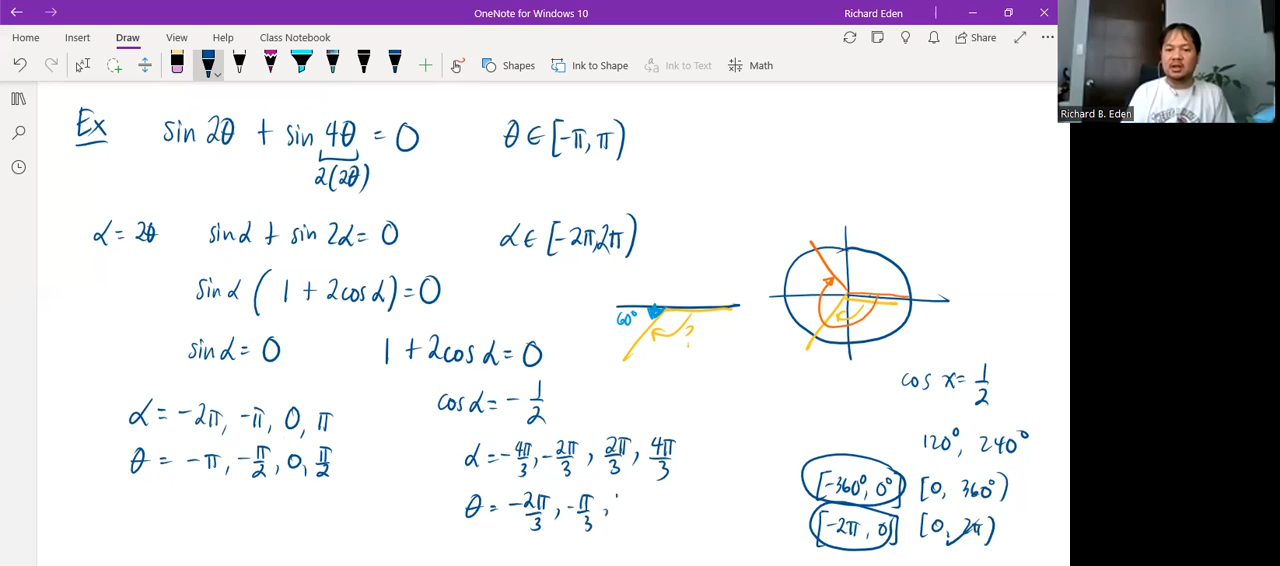 OneNote for Windows 10
Richard Eden
Home Insert Draw View Help Class Notebook
Share
Shapes Ink to Shape Ink to Text Math
Richard B. Eden
Ex sin 2θ + sin 4θ = 0 θ ∈ [-π, π)
2(2θ)
α = 2θ sin α + sin 2α = 0 α ∈ [-2π, 2π)
sin α ( 1 + 2cos α) = 0
60°
?
sin α = 0 1 + 2cos α = 0
cos x = 1/2
cos α = - 1/2
α = -2π, -π, 0, π
120°, 240°
α = -4π/3, -2π/3, 2π/3, 4π/3
θ = -π, -π/2, 0, π/2
[-360°, 0°) [0, 360°)
θ = -2π/3, -π/3,
[-2π, 0) [0, 2π)